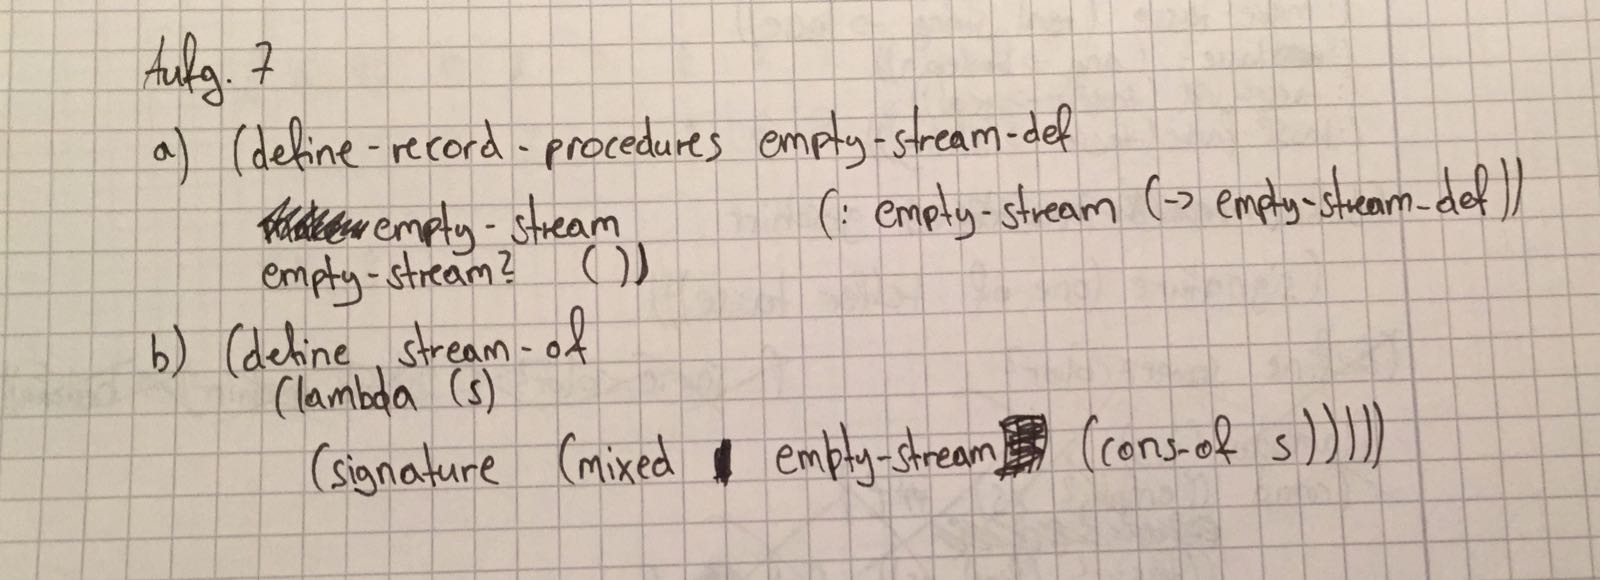 Aufg. 7
a) (define-record-procedures empty-stream-def
empty-stream (: empty-stream (-> empty-stream-def))
empty-stream? ())
b) (define stream-of
(lambda (s)
(signature (mixed empty-stream (cons-of s)))))